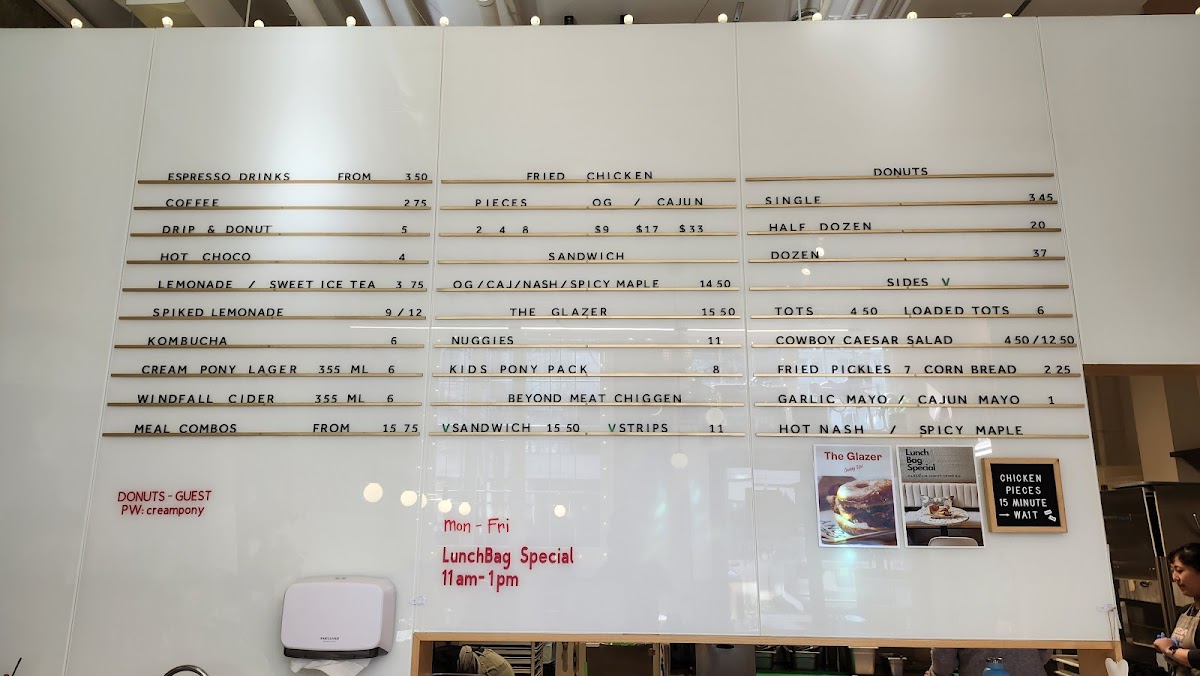 ESPRESSO DRINKS FROM 3 50
COFFEE 2 75
DRIP & DONUT 5
HOT CHOCO 4
LEMONADE / SWEET ICE TEA 3 75
SPIKED LEMONADE 9 / 12
KOMBUCHA 6
CREAM PONY LAGER 355 ML 6
WINDFALL CIDER 355 ML 6
MEAL COMBOS FROM 15 75
DONUTS - GUEST
PW: creampony
FRIED CHICKEN
PIECES OG / CAJUN
2 4 8 $9 $17 $33
SANDWICH
OG/CAJ/NASH/SPICY MAPLE 14 50
THE GLAZER 15 50
NUGGIES 11
KIDS PONY PACK 8
BEYOND MEAT CHIGGEN
V SANDWICH 15 50 V STRIPS 11
Mon - Fri
LunchBag Special
11am-1pm
DONUTS
SINGLE 3 45
HALF DOZEN 20
DOZEN 37
SIDES V
TOTS 4 50 LOADED TOTS 6
COWBOY CAESAR SALAD 4 50 / 12 50
FRIED PICKLES 7 CORN BREAD 2 25
GARLIC MAYO / CAJUN MAYO 1
HOT NASH / SPICY MAPLE
The Glazer
Lunch
Bag
Special
CHICKEN
PIECES
15 MINUTE
→ WAIT